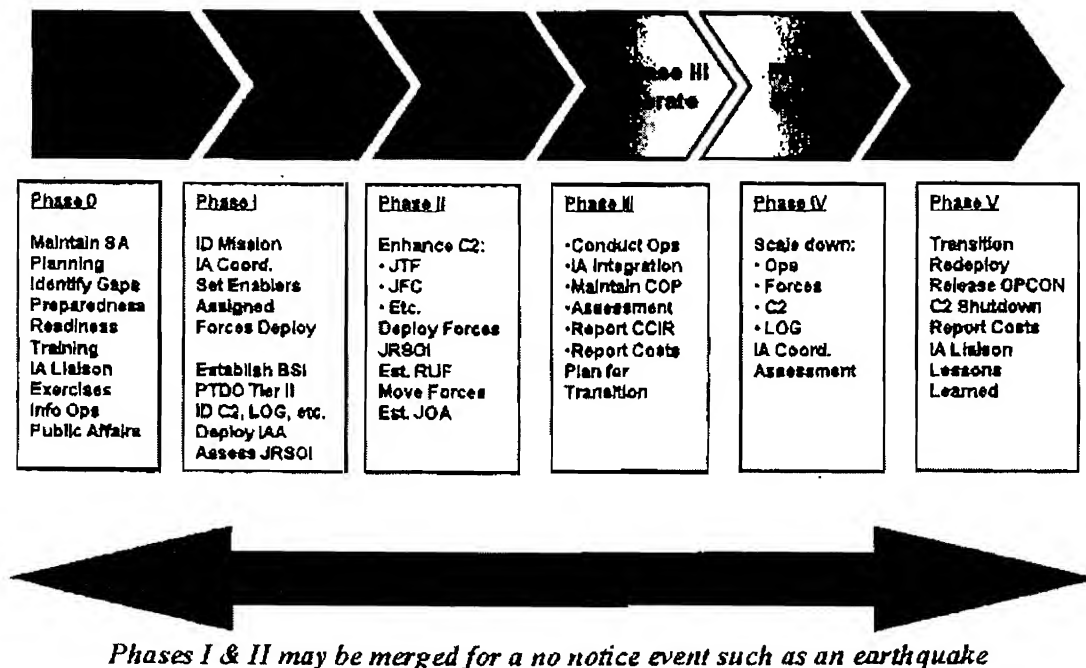 Phase III
Phase 0
Maintain SA
Planning
Identify Gaps
Preparedness
Readiness
Training
IA Liaison
Exercises
Info Ops
Public Affairs
Phase I
ID Mission
IA Coord.
Set Enablers
Assigned
Forces Deploy
Establish BSI
PTDO Tier II
ID C2, LOG, etc.
Deploy IAA
Assess JRSOI
Phase II
Enhance C2:
• JTF
• JFC
• Etc.
Deploy Forces
JRSOI
Est. RUF
Move Forces
Est. JOA
Phase III
•Conduct Ops
•IA Integration
•Maintain COP
•Assessment
•Report CCIR
•Report Costs
Plan for
Transition
Phase IV
Scale down:
• Ops
• Forces
• C2
• LOG
IA Coord.
Assessment
Phase V
Transition
Redeploy
Release OPCON
C2 Shutdown
Report Costs
IA Liaison
Lessons
Learned
Phases I & II may be merged for a no notice event such as an earthquake